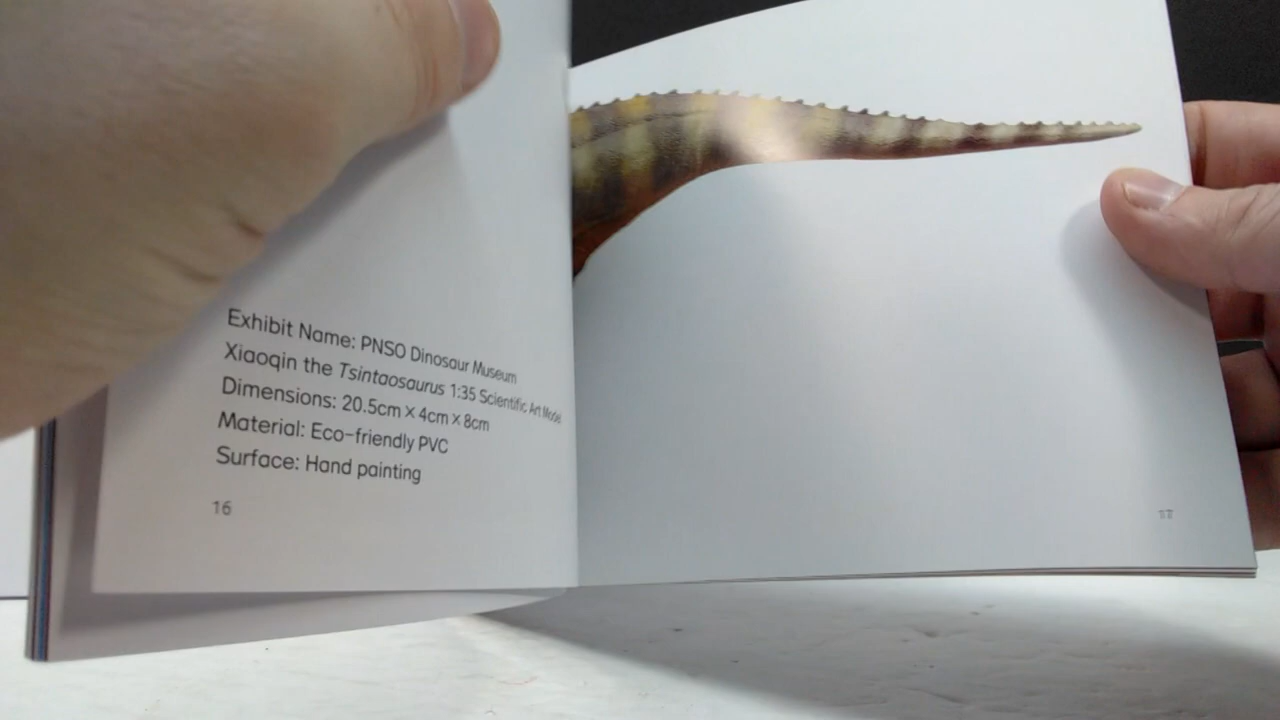 Exhibit Name: PNSO Dinosaur Museum
Xiaoqin the Tsintaosaurus 1:35 Scientific Art Model
Dimensions: 20.5cm × 4cm × 8cm
Material: Eco-friendly PVC
Surface: Hand painting
16
17